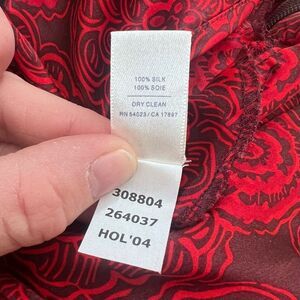 100% SILK
100% SOIE
DRY CLEAN
RN 54023 / CA 17897
308804
264037
HOL'04